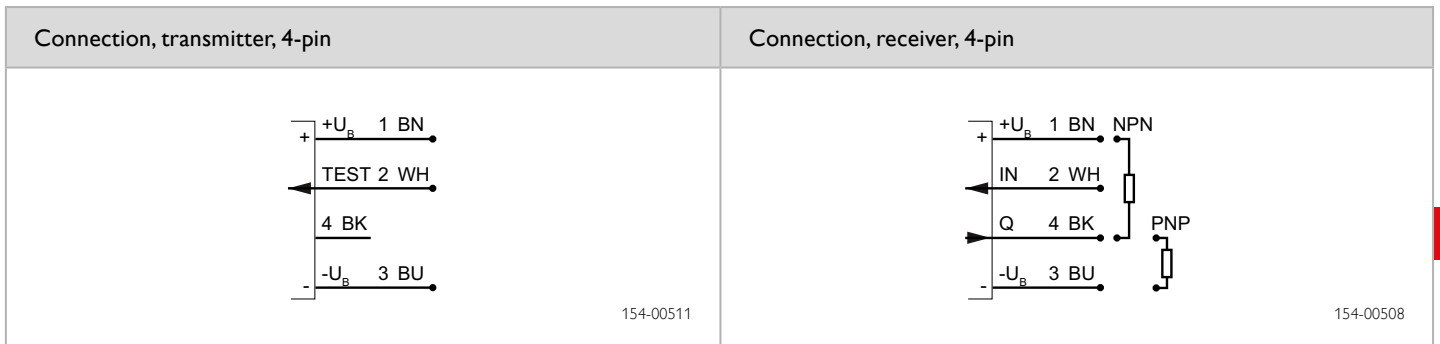 Connection, transmitter, 4-pin
+U_B 1 BN
+
TEST 2 WH
4 BK
-U_B 3 BU
-
154-00511
Connection, receiver, 4-pin
+U_B 1 BN NPN
+
IN 2 WH
Q 4 BK PNP
-U_B 3 BU
-
154-00508